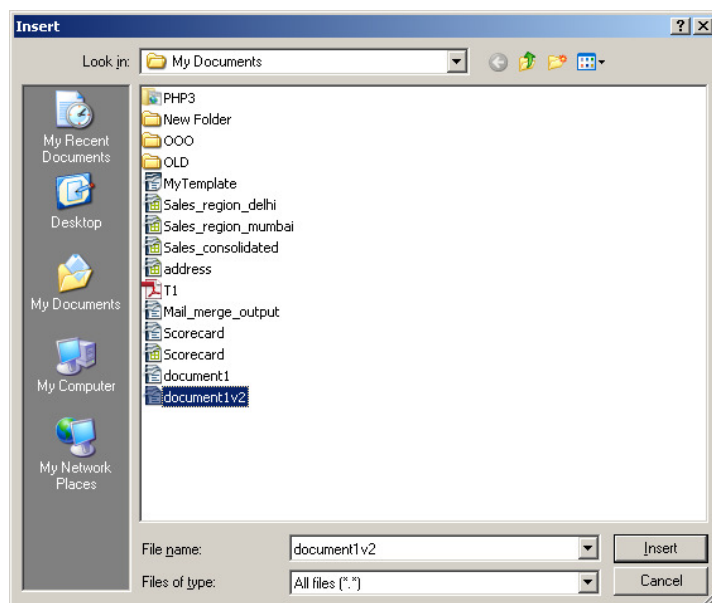 Insert
Look in:
My Documents
My Recent
Documents
Desktop
My Documents
My Computer
My Network
Places
PHP3
New Folder
OOO
OLD
MyTemplate
Sales_region_delhi
Sales_region_mumbai
Sales_consolidated
address
T1
Mail_merge_output
Scorecard
Scorecard
document1
document1v2
File name:
document1v2
Insert
Files of type:
All files (*.*)
Cancel